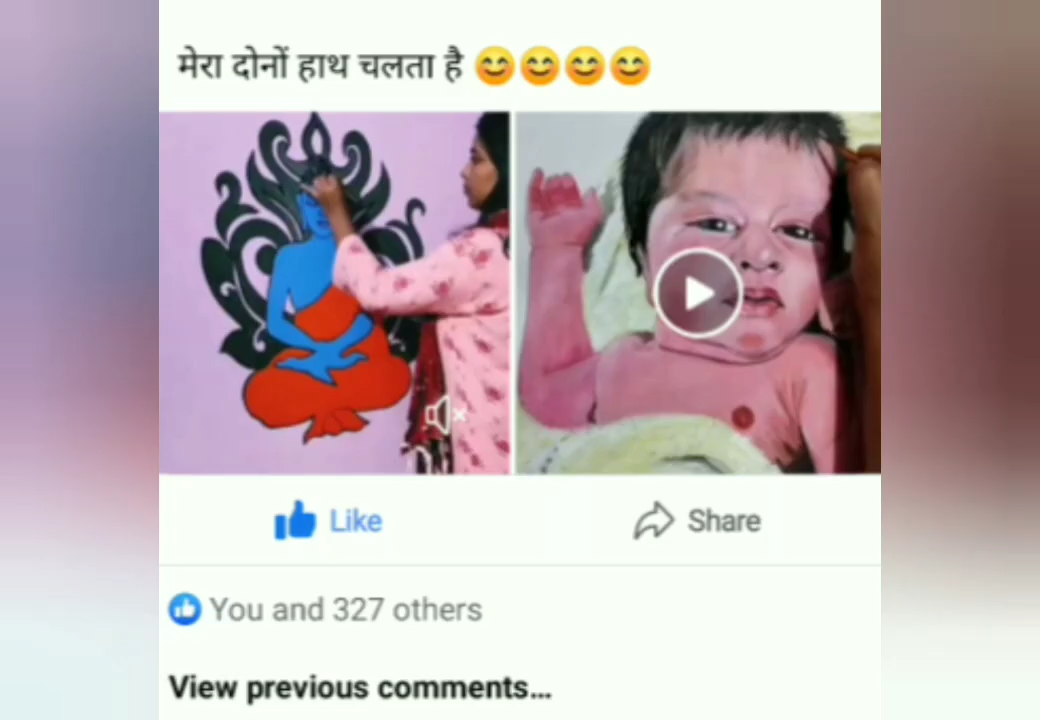 मेरा दोनों हाथ चलता है 😊😊😊😊
Like
Share
You and 327 others
View previous comments...